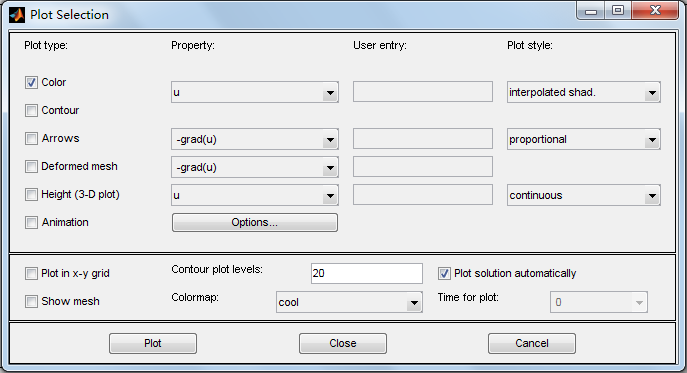 Plot Selection
Plot type: Property: User entry: Plot style:
Color u interpolated shad.
Contour
Arrows -grad(u) proportional
Deformed mesh -grad(u)
Height (3-D plot) u continuous
Animation Options...
Plot in x-y grid Contour plot levels: 20 Plot solution automatically
Show mesh Colormap: cool Time for plot: 0
Plot Close Cancel